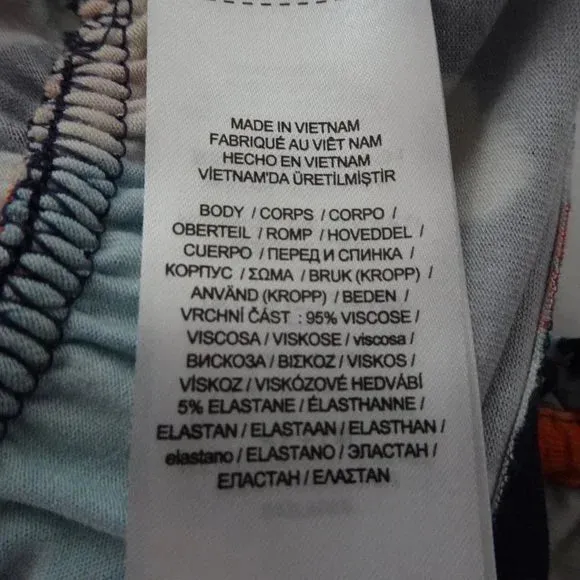 MADE IN VIETNAM
FABRIQUÉ AU VIÊT NAM
HECHO EN VIETNAM
VİETNAM'DA ÜRETİLMİŞTİR
BODY / CORPS / CORPO /
OBERTEIL / ROMP / HOVEDDEL /
CUERPO / ПЕРЕД И СПИНКА /
КОРПУС / ΣΩΜΑ / BRUK (KROPP) /
ANVÄND (KROPP) / BEDEN /
VRCHNÍ ČÁST : 95% VISCOSE /
VISCOSA / VISKOSE / viscosa /
ВИСКОЗА / ΒΙΣΚΟΖ / VISKOS /
VİSKOZ / VISKÓZOVÉ HEDVÁBÍ
5% ELASTANE / ÉLASTHANNE /
ELASTAN / ELASTAAN / ELASTHAN /
elastano / ELASTANO / ЭЛАСТАН /
ЕЛАСТАН / ΕΛΑΣΤΑΝ